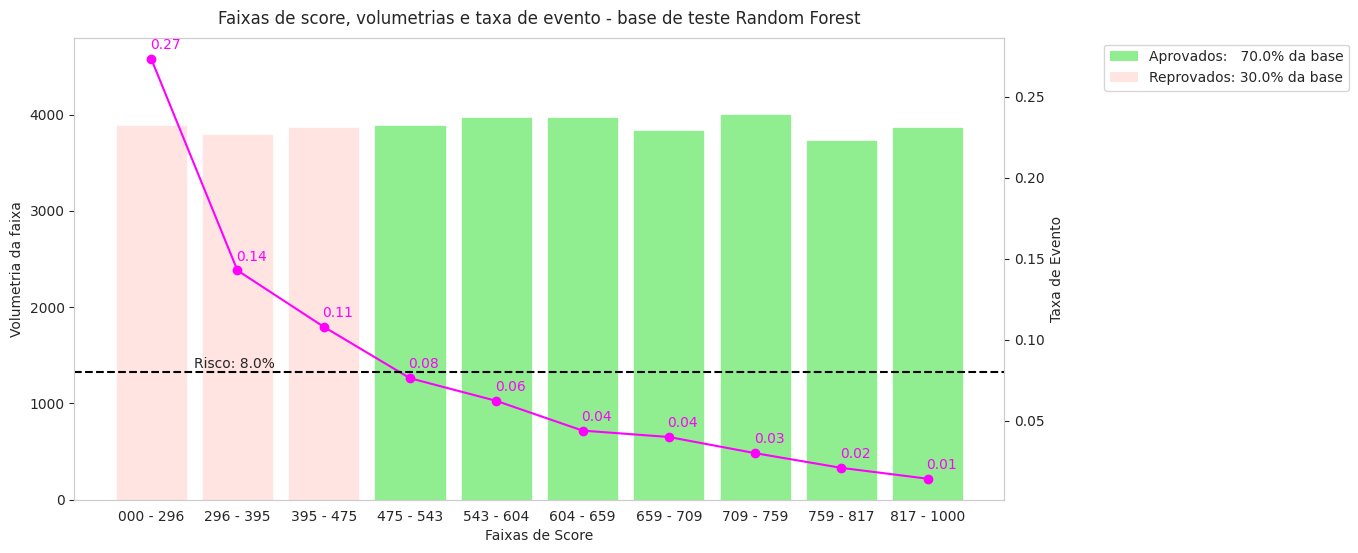 Faixas de score, volumetrias e taxa de evento - base de teste Random Forest
Aprovados: 70.0% da base
Reprovados: 30.0% da base
Volumetria da faixa
4000
3000
2000
1000
0
0.27
0.14
0.11
0.08
0.06
0.04
0.04
0.03
0.02
0.01
Risco: 8.0%
0.25
0.20
0.15
0.10
0.05
Taxa de Evento
000 - 296 296 - 395 395 - 475 475 - 543 543 - 604 604 - 659 659 - 709 709 - 759 759 - 817 817 - 1000
Faixas de Score